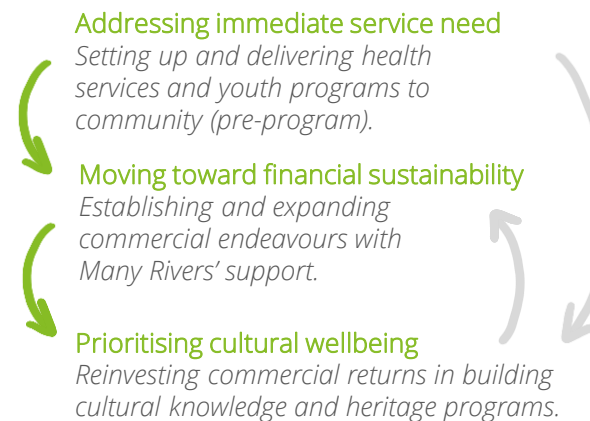 Addressing immediate service need
Setting up and delivering health
services and youth programs to
community (pre-program).
Moving toward financial sustainability
Establishing and expanding
commercial endeavours with
Many Rivers’ support.
Prioritising cultural wellbeing
Reinvesting commercial returns in building
cultural knowledge and heritage programs.